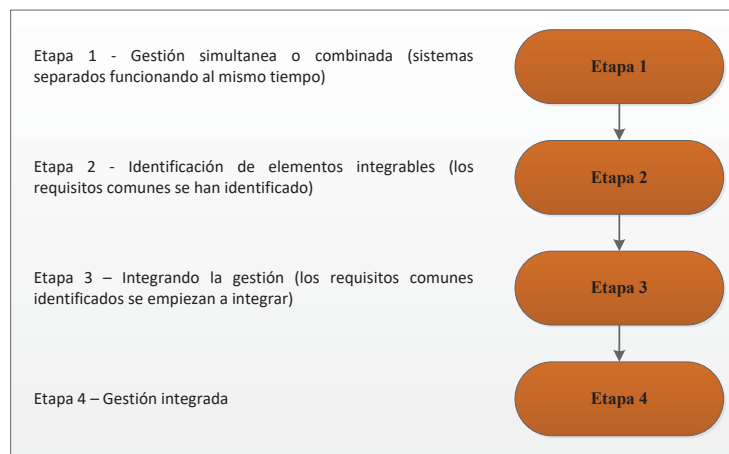 Etapa 1 - Gestión simultanea o combinada (sistemas
separados funcionando al mismo tiempo)
Etapa 1
Etapa 2 - Identificación de elementos integrables (los
requisitos comunes se han identificado)
Etapa 2
Etapa 3 – Integrando la gestión (los requisitos comunes
identificados se empiezan a integrar)
Etapa 3
Etapa 4 – Gestión integrada
Etapa 4